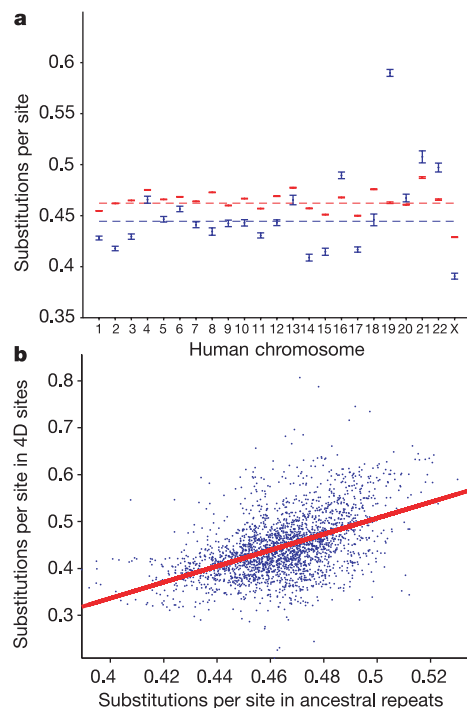 a
0.6
0.55
0.5
0.45
0.4
0.35
Substitutions per site
1 2 3 4 5 6 7 8 9 10 11 12 13 14 15 16 17 18 19 20 21 22 X
Human chromosome
b
0.8
0.7
0.6
0.5
0.4
0.3
Substitutions per site in 4D sites
0.4 0.42 0.44 0.46 0.48 0.5 0.52
Substitutions per site in ancestral repeats